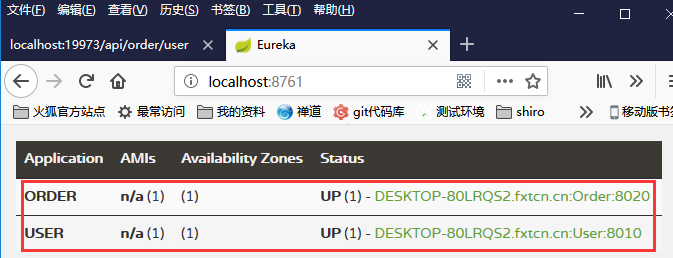 文件(F) 编辑(E) 查看(V) 历史(S) 书签(B) 工具(T) 帮助(H)
localhost:19973/api/order/user Eureka
localhost:8761
火狐官方站点 最常访问 我的资料 禅道 git代码库 测试环境 shiro 移动版书签
Application AMIs Availability Zones Status
ORDER n/a (1) (1) UP (1) - DESKTOP-80LRQS2.fxtcn.cn:Order:8020
USER n/a (1) (1) UP (1) - DESKTOP-80LRQS2.fxtcn.cn:User:8010